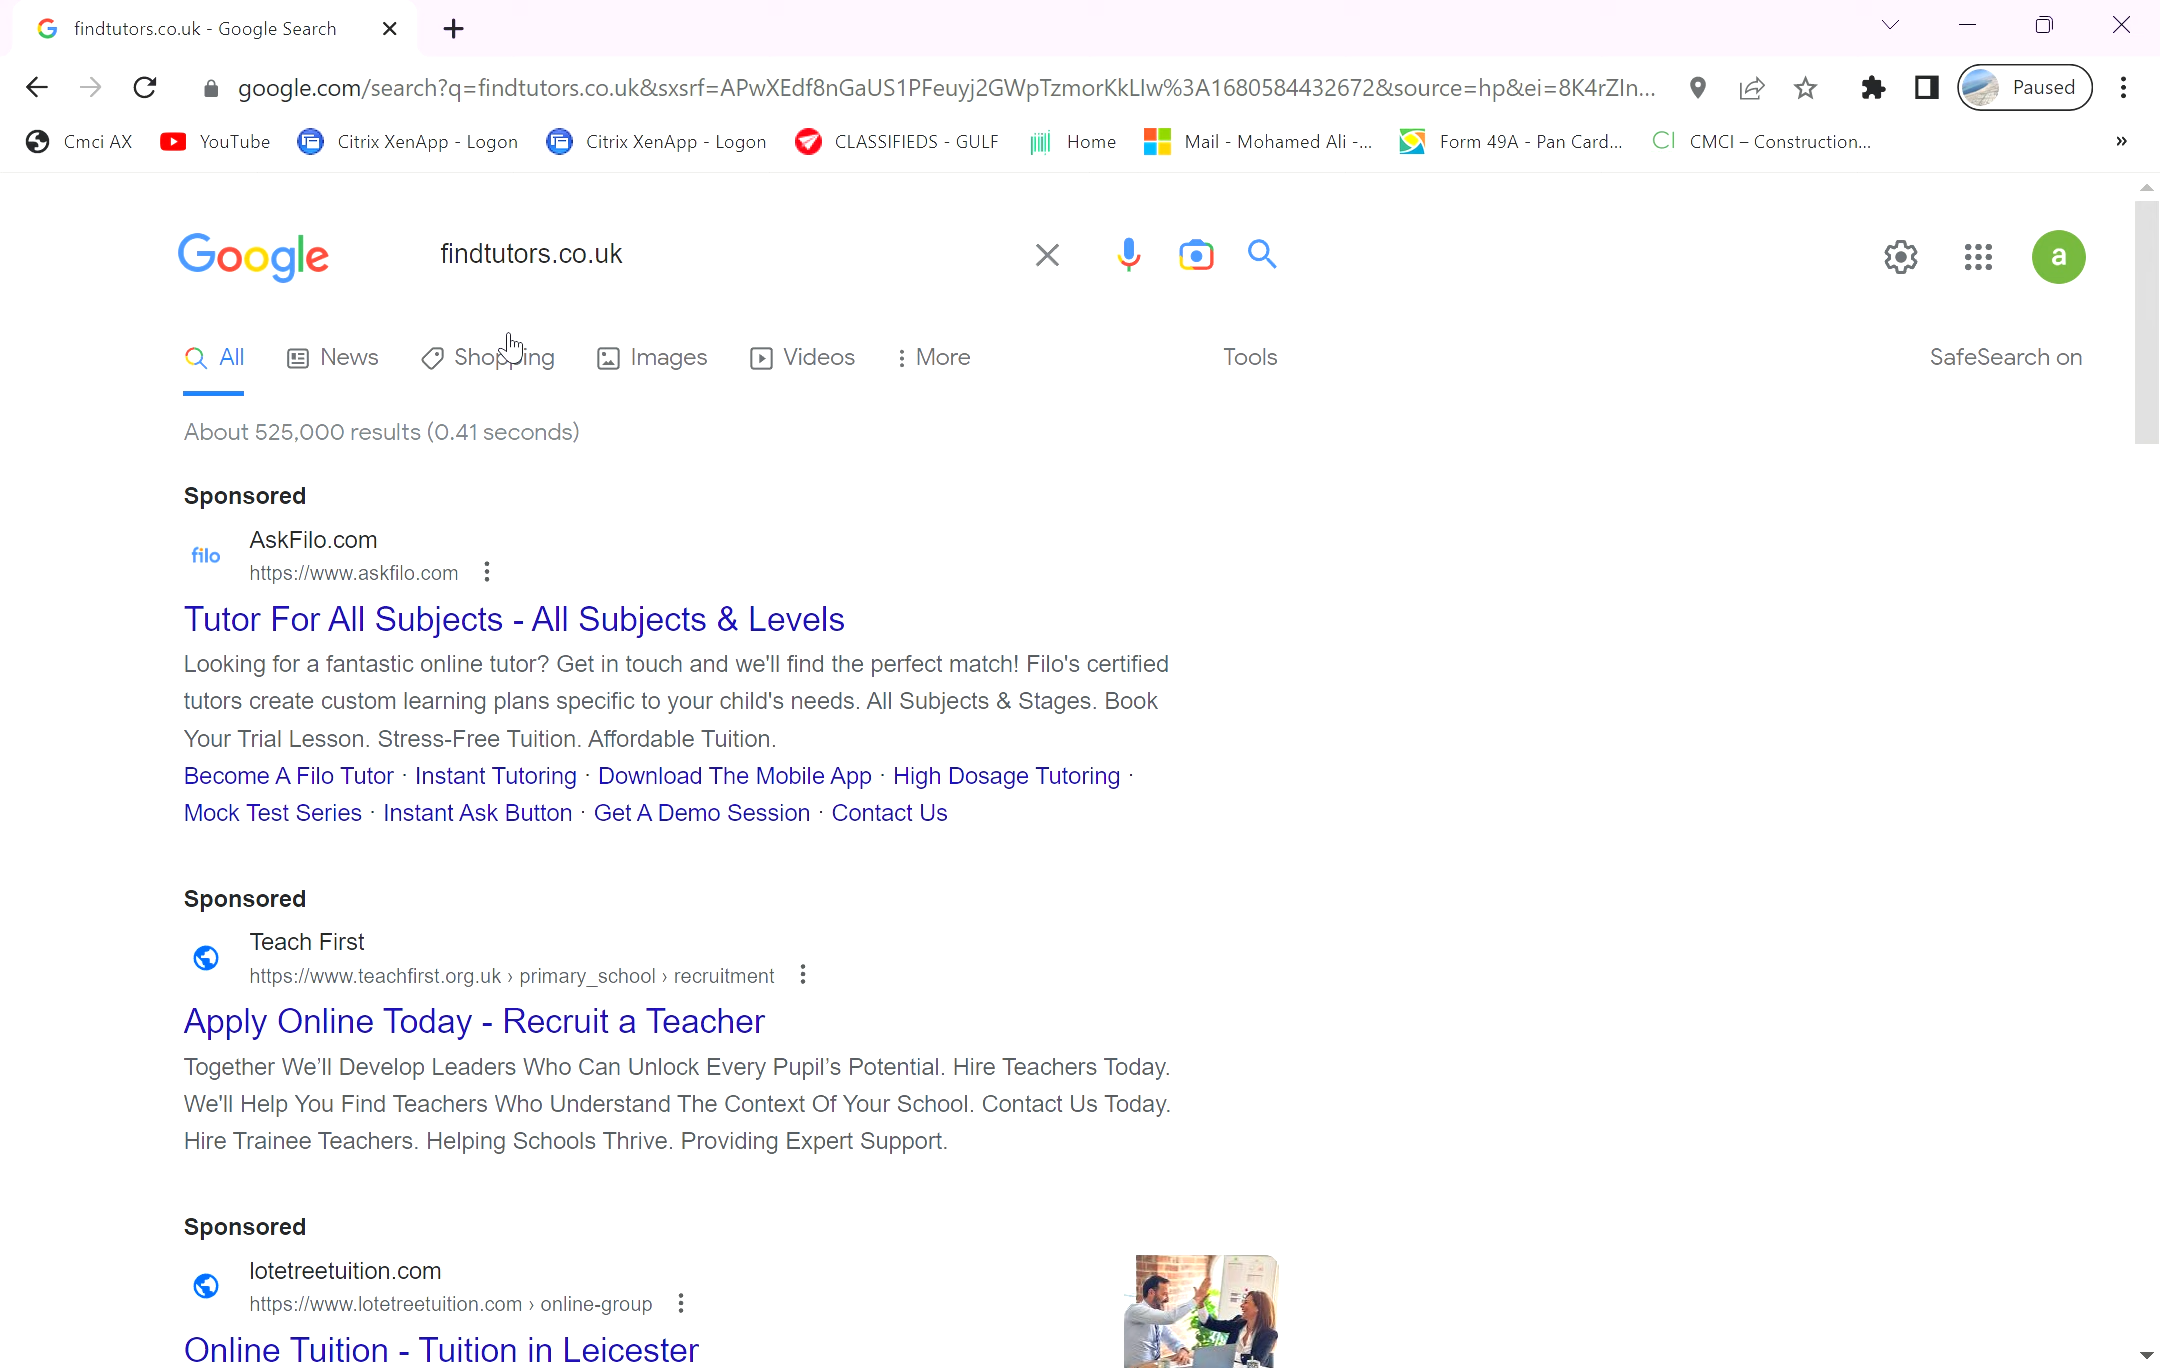 findtutors.co.uk - Google Search
google.com/search?q=findtutors.co.uk&sxsrf=APwXEdf8nGaUS1PFeuyj2GWpTzmorKkLIw%3A1680584432672&source=hp&ei=8K4rZIn...
Paused
Cmci AX
YouTube
Citrix XenApp - Logon
Citrix XenApp - Logon
CLASSIFIEDS - GULF
Home
Mail - Mohamed Ali -...
Form 49A - Pan Card...
CI CMCI – Construction...
»
Google
findtutors.co.uk
a
All
News
Shopping
Images
Videos
More
Tools
SafeSearch on
About 525,000 results (0.41 seconds)
Sponsored
filo
AskFilo.com
https://www.askfilo.com
Tutor For All Subjects - All Subjects & Levels
Looking for a fantastic online tutor? Get in touch and we'll find the perfect match! Filo's certified
tutors create custom learning plans specific to your child's needs. All Subjects & Stages. Book
Your Trial Lesson. Stress-Free Tuition. Affordable Tuition.
Become A Filo Tutor · Instant Tutoring · Download The Mobile App · High Dosage Tutoring ·
Mock Test Series · Instant Ask Button · Get A Demo Session · Contact Us
Sponsored
Teach First
https://www.teachfirst.org.uk › primary_school › recruitment
Apply Online Today - Recruit a Teacher
Together We’ll Develop Leaders Who Can Unlock Every Pupil’s Potential. Hire Teachers Today.
We'll Help You Find Teachers Who Understand The Context Of Your School. Contact Us Today.
Hire Trainee Teachers. Helping Schools Thrive. Providing Expert Support.
Sponsored
lotetreetuition.com
https://www.lotetreetuition.com › online-group
Online Tuition - Tuition in Leicester